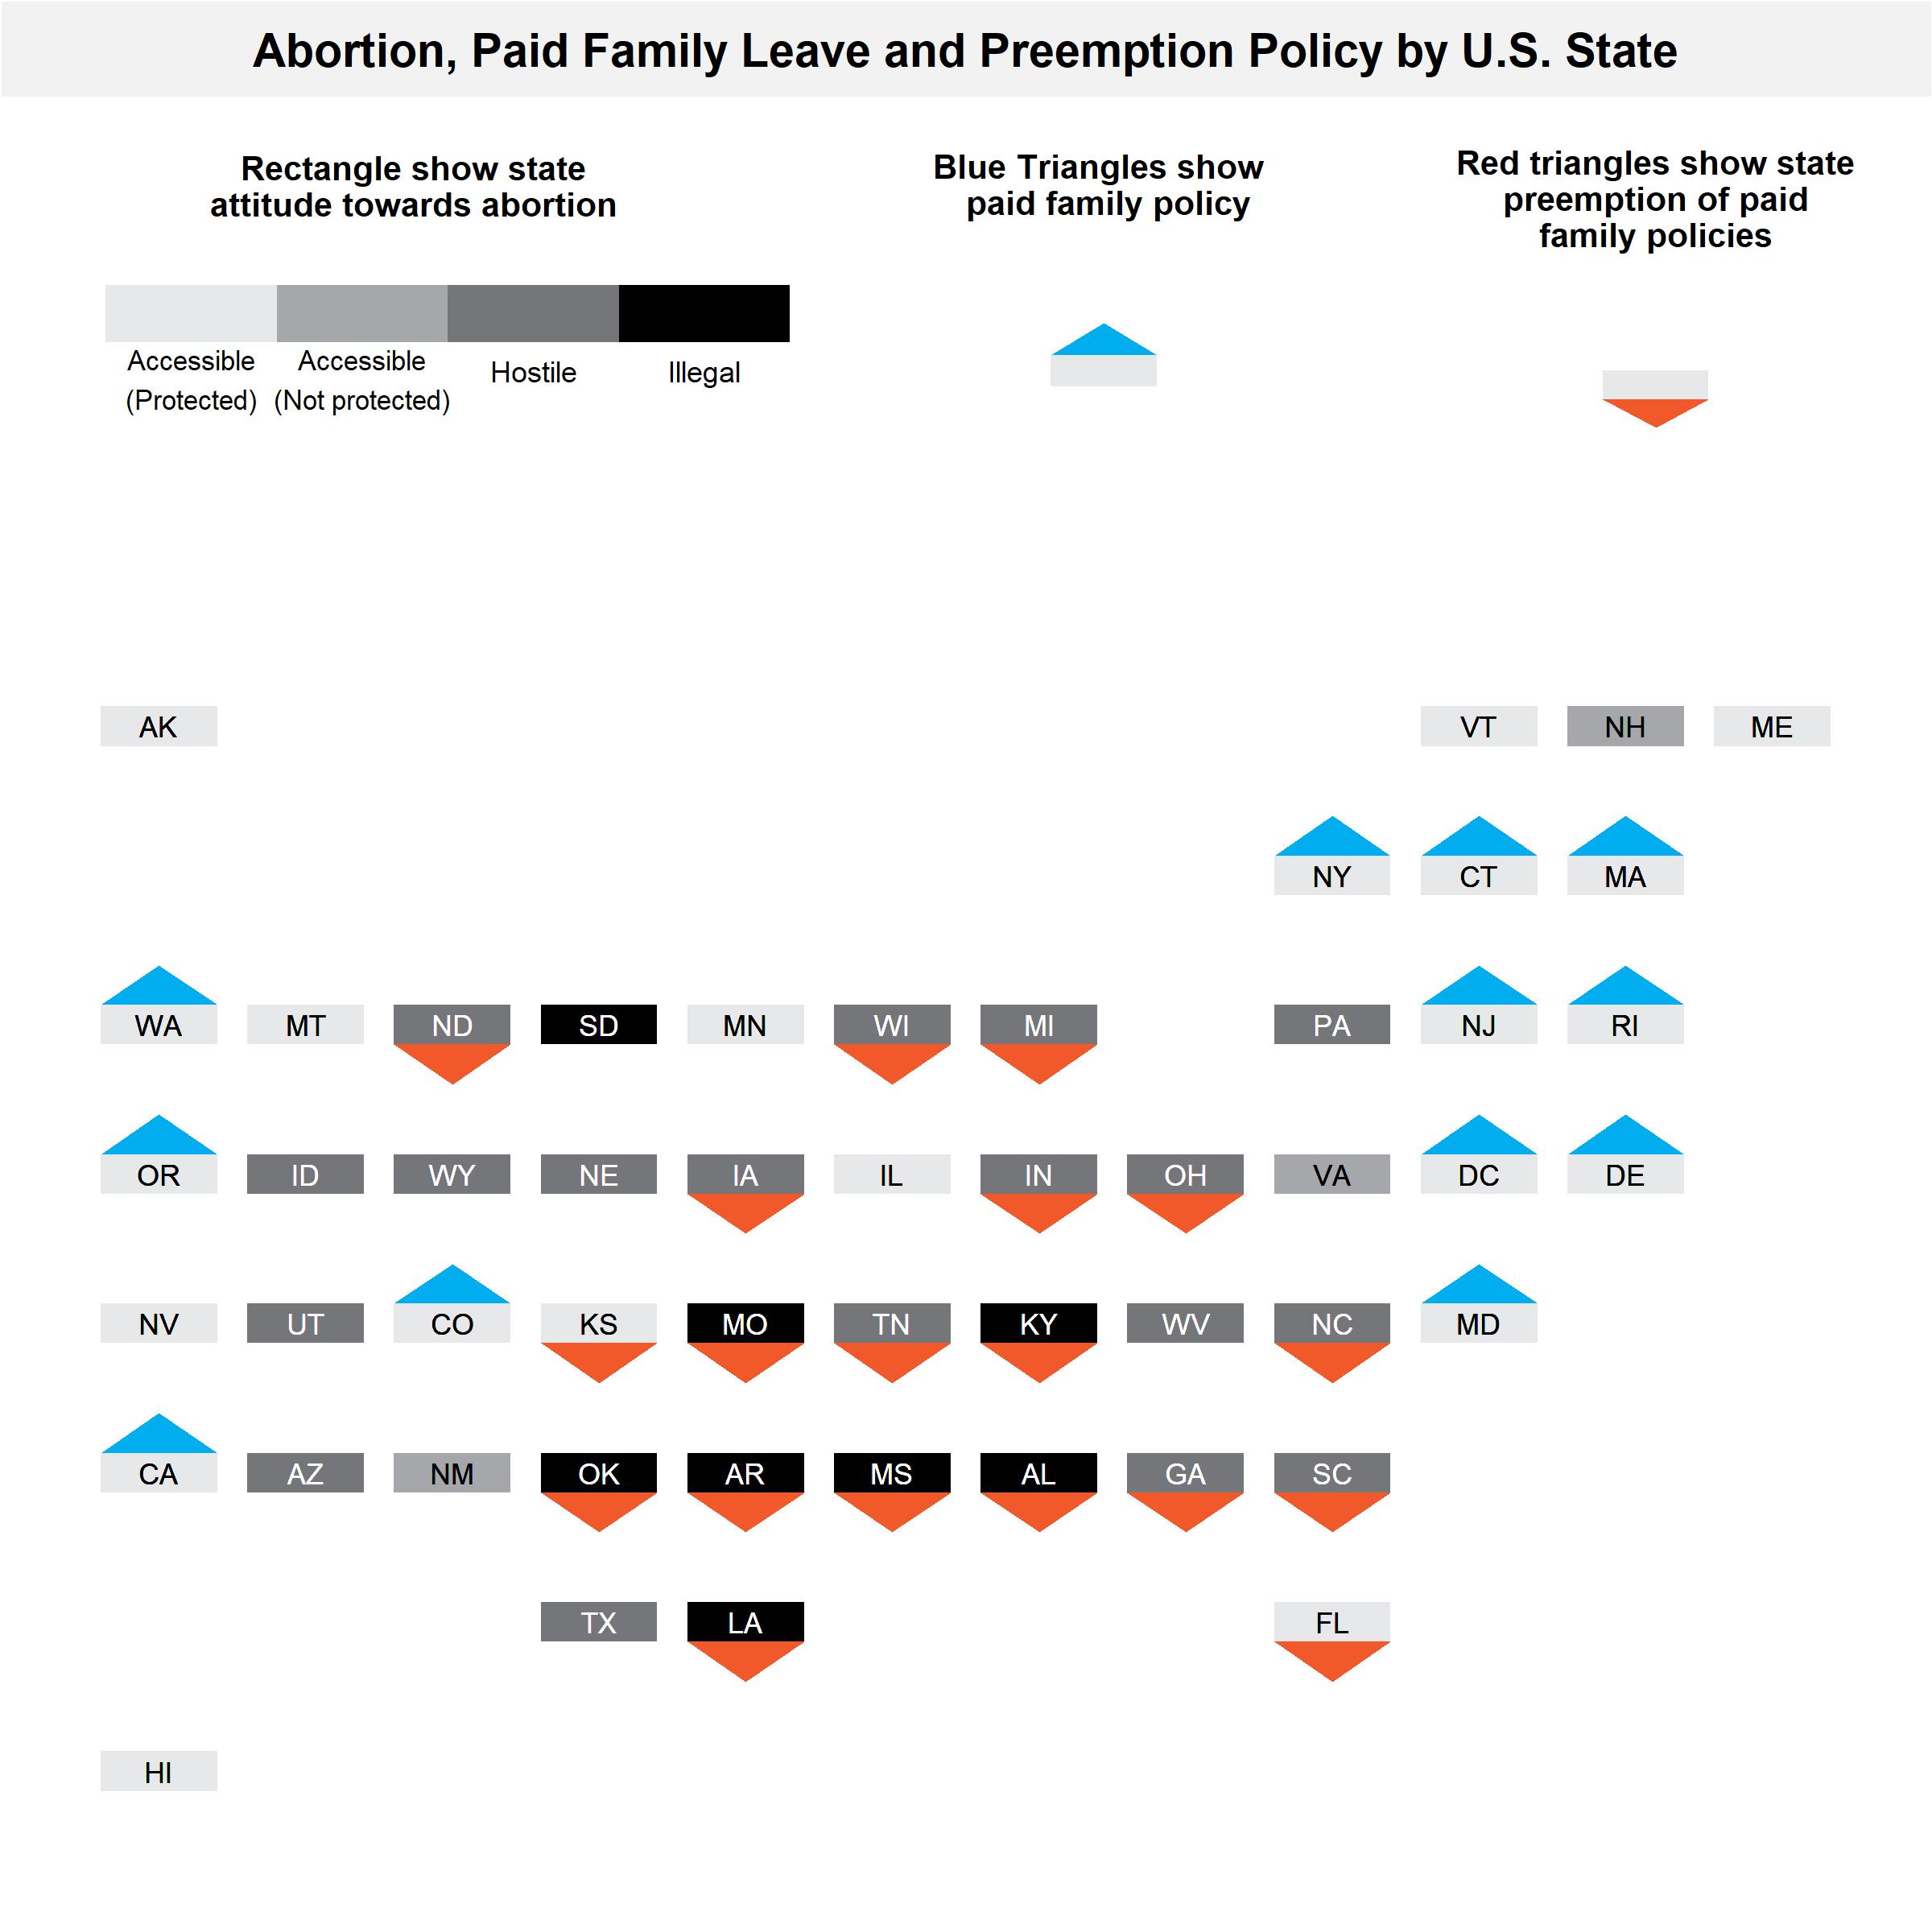 Abortion, Paid Family Leave and Preemption Policy by U.S. State
Rectangle show state
attitude towards abortion
Accessible
(Protected)
Accessible
(Not protected)
Hostile
Illegal
Blue Triangles show
paid family policy
Red triangles show state
preemption of paid
family policies
AK VT NH ME
NY CT MA
WA MT ND SD MN WI MI PA NJ RI
OR ID WY NE IA IL IN OH VA DC DE
NV UT CO KS MO TN KY WV NC MD
CA AZ NM OK AR MS AL GA SC
TX LA FL
HI